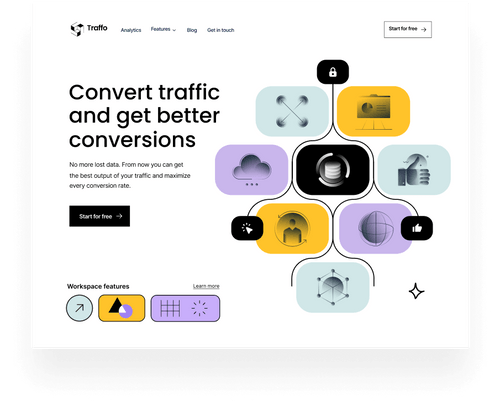 Traffo
Analytics
Features
Blog
Get in touch
Start for free
Convert traffic
and get better
conversions
No more lost data. From now you can get
the best output of your traffic and maximize
every conversion rate.
Start for free
Workspace features
Learn more